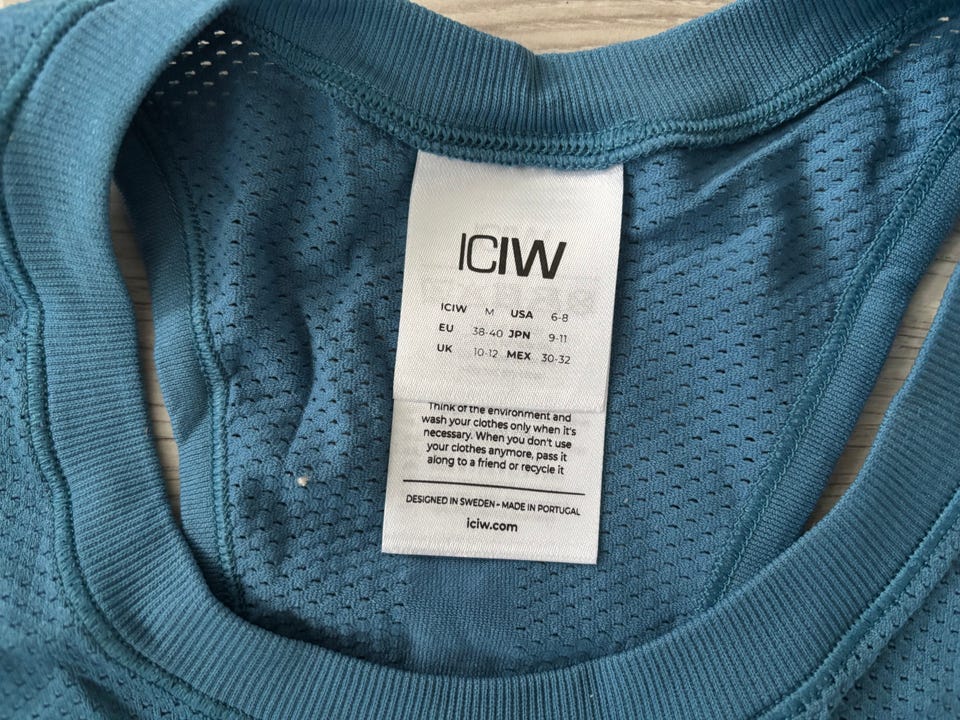 ICIW
ICIW M USA 6-8
EU 38-40 JPN 9-11
UK 10-12 MEX 30-32
Think of the environment and
wash your clothes only when it's
necessary. When you don't use
your clothes anymore, pass it
along to a friend or recycle it
DESIGNED IN SWEDEN - MADE IN PORTUGAL
iciw.com